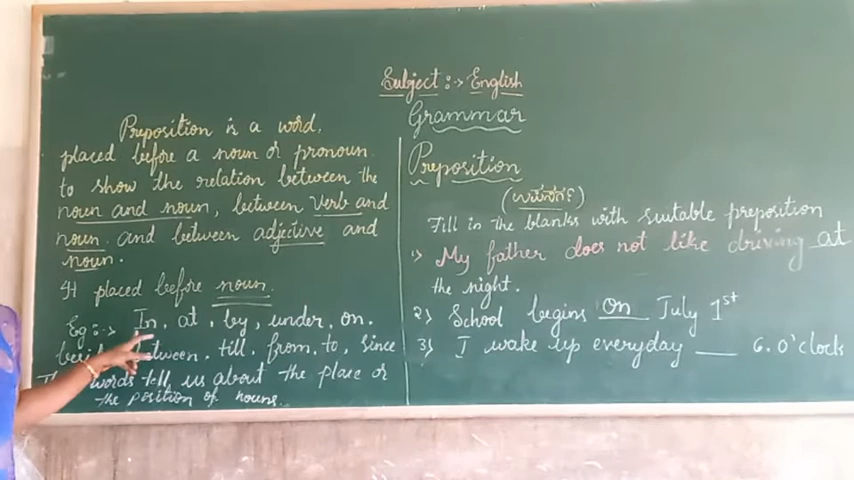 Subject :-> English
Grammar
Preposition is a word,
placed before a noun or pronoun.
to show the relation between the
noun and noun, between verb and
noun. and between adjective and
noun.
It placed before noun.
Eg :-> In, at, by, under, on.
till, from, to, since
words tell us about the place or
the position of nouns.
Preposition
Fill in the blanks with suitable preposition
1) My father does not like driving at
the night.
2) School begins on July 1st
3) I wake up everyday ___ 6.0'clock